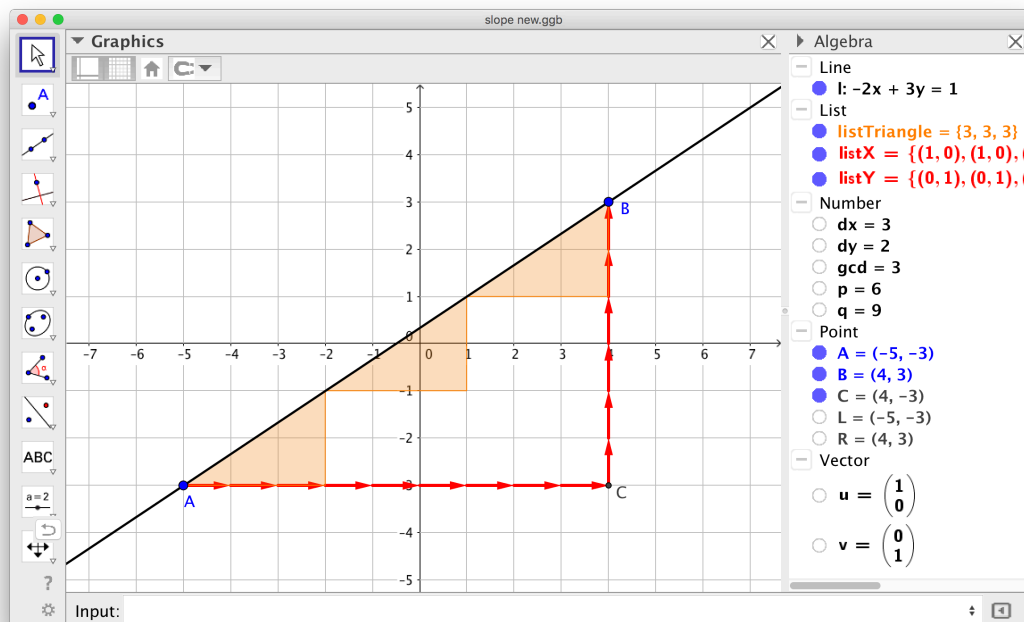 slope new.ggb
Graphics
Algebra
A
ABC
a=2
?
5
4
3
2
1
0
-7 -6 -5 -4 -3 -2 -1 0 1 2 3 5 6 7
-1
-2
-3
-4
-5
A
B
C
Line
l: -2x + 3y = 1
List
listTriangle = {3, 3, 3}
listX = {(1, 0), (1, 0), (
listY = {(0, 1), (0, 1), (
Number
dx = 3
dy = 2
gcd = 3
p = 6
q = 9
Point
A = (-5, -3)
B = (4, 3)
C = (4, -3)
L = (-5, -3)
R = (4, 3)
Vector
u = (1 0)
v = (0 1)
Input: